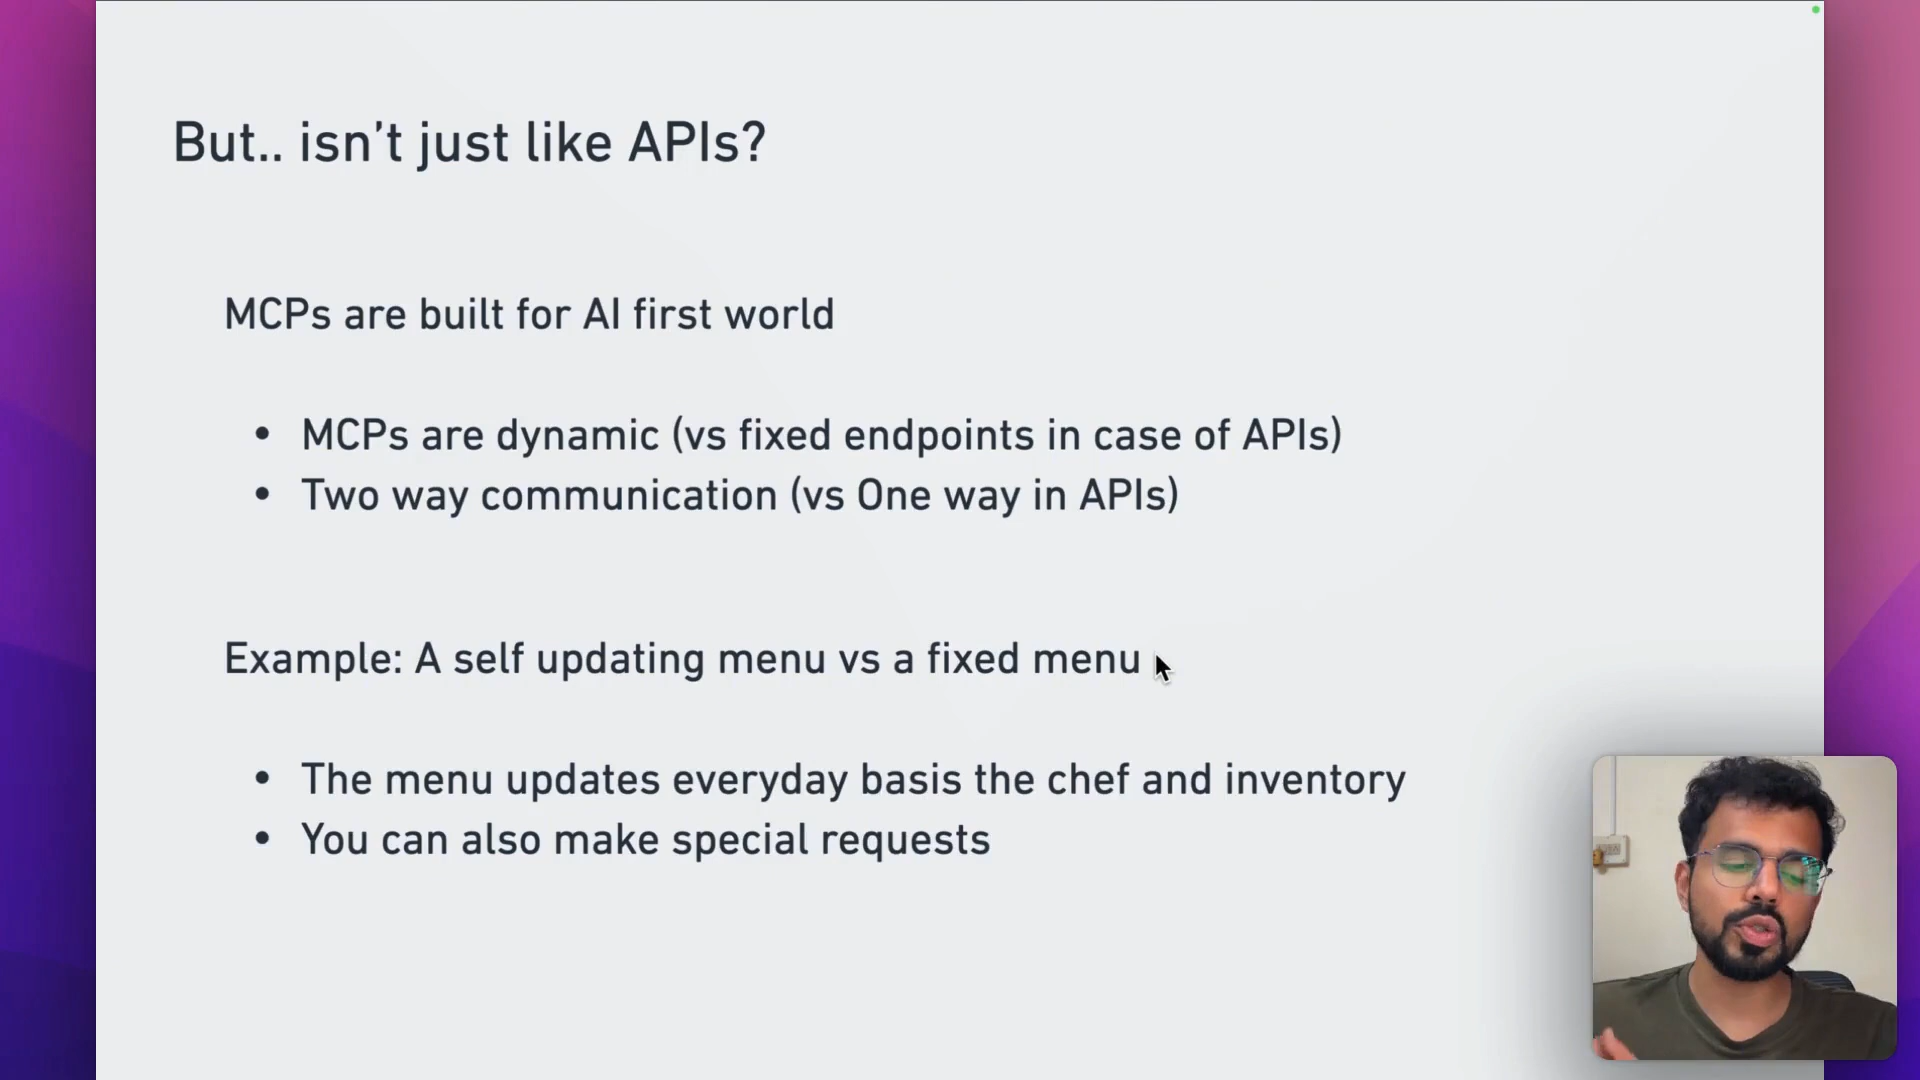 But.. isn’t just like APIs?
MCPs are built for AI first world
• MCPs are dynamic (vs fixed endpoints in case of APIs)
• Two way communication (vs One way in APIs)
Example: A self updating menu vs a fixed menu
• The menu updates everyday basis the chef and inventory
• You can also make special requests